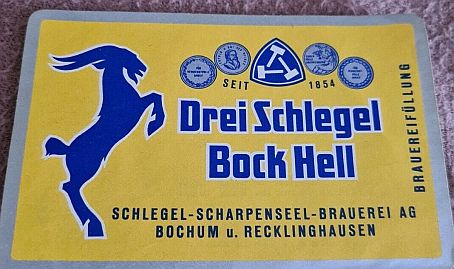 SEIT 1854
Drei Schlegel
Bock Hell
SCHLEGEL-SCHARPENSEEL-BRAUEREI AG
BOCHUM u. RECKLINGHAUSEN
BRAUEREIFÜLLUNG